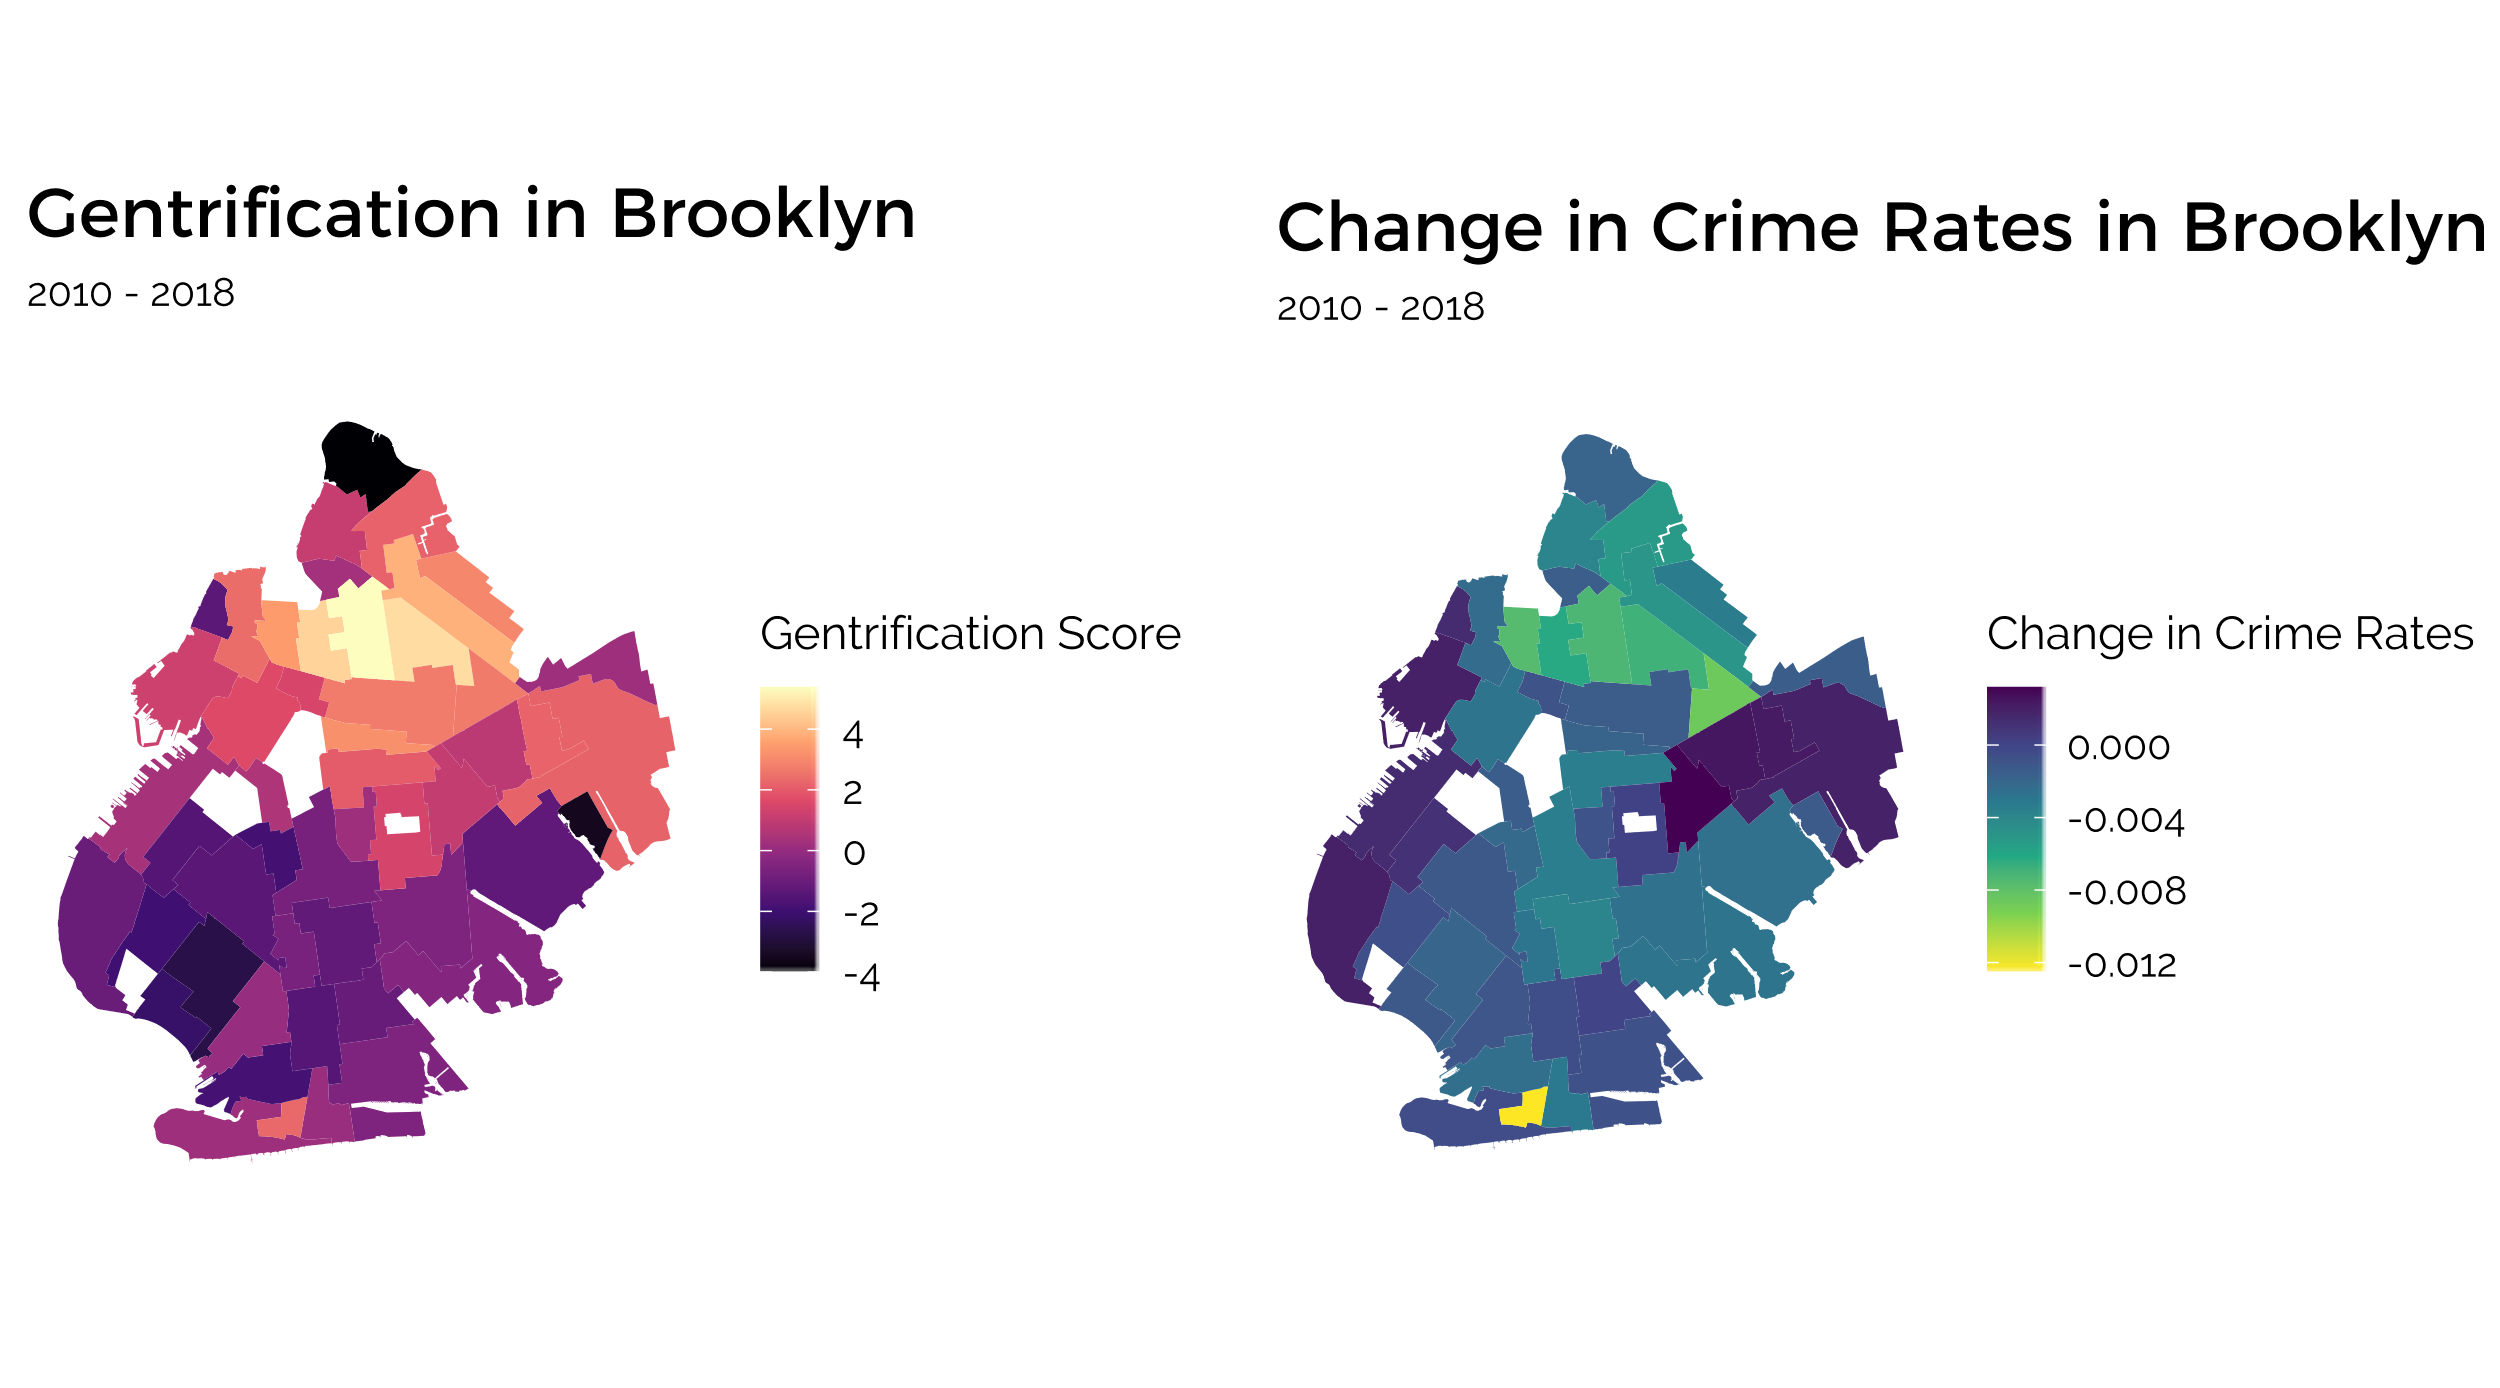 Gentrification in Brooklyn
2010 - 2018
Gentrification Score
4
2
0
-2
-4
Change in Crime Rates in Brooklyn
2010 - 2018
Change in Crime Rates
0.000
-0.004
-0.008
-0.012